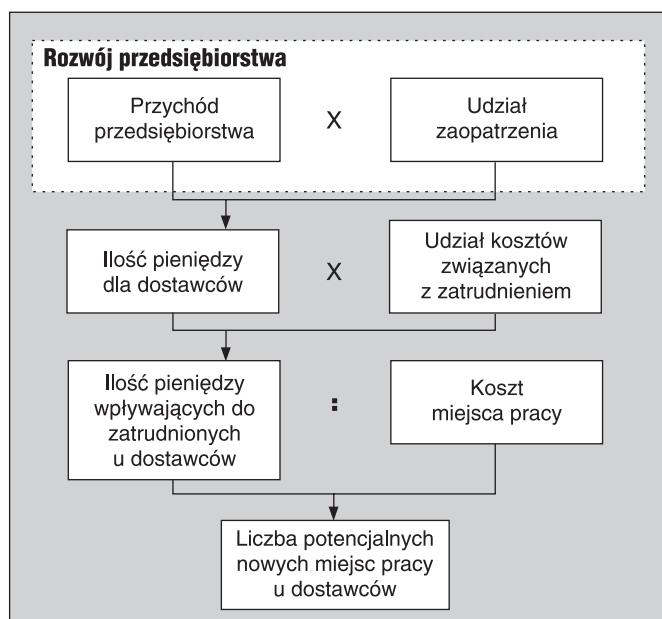 Rozwój przedsiębiorstwa
Przychód
przedsiębiorstwa
X
Udział
zaopatrzenia
Ilość pieniędzy
dla dostawców
X
Udział kosztów
związanych
z zatrudnieniem
Ilość pieniędzy
wpływających do
zatrudnionych
u dostawców
:
Koszt
miejsca pracy
Liczba potencjalnych
nowych miejsc pracy
u dostawców